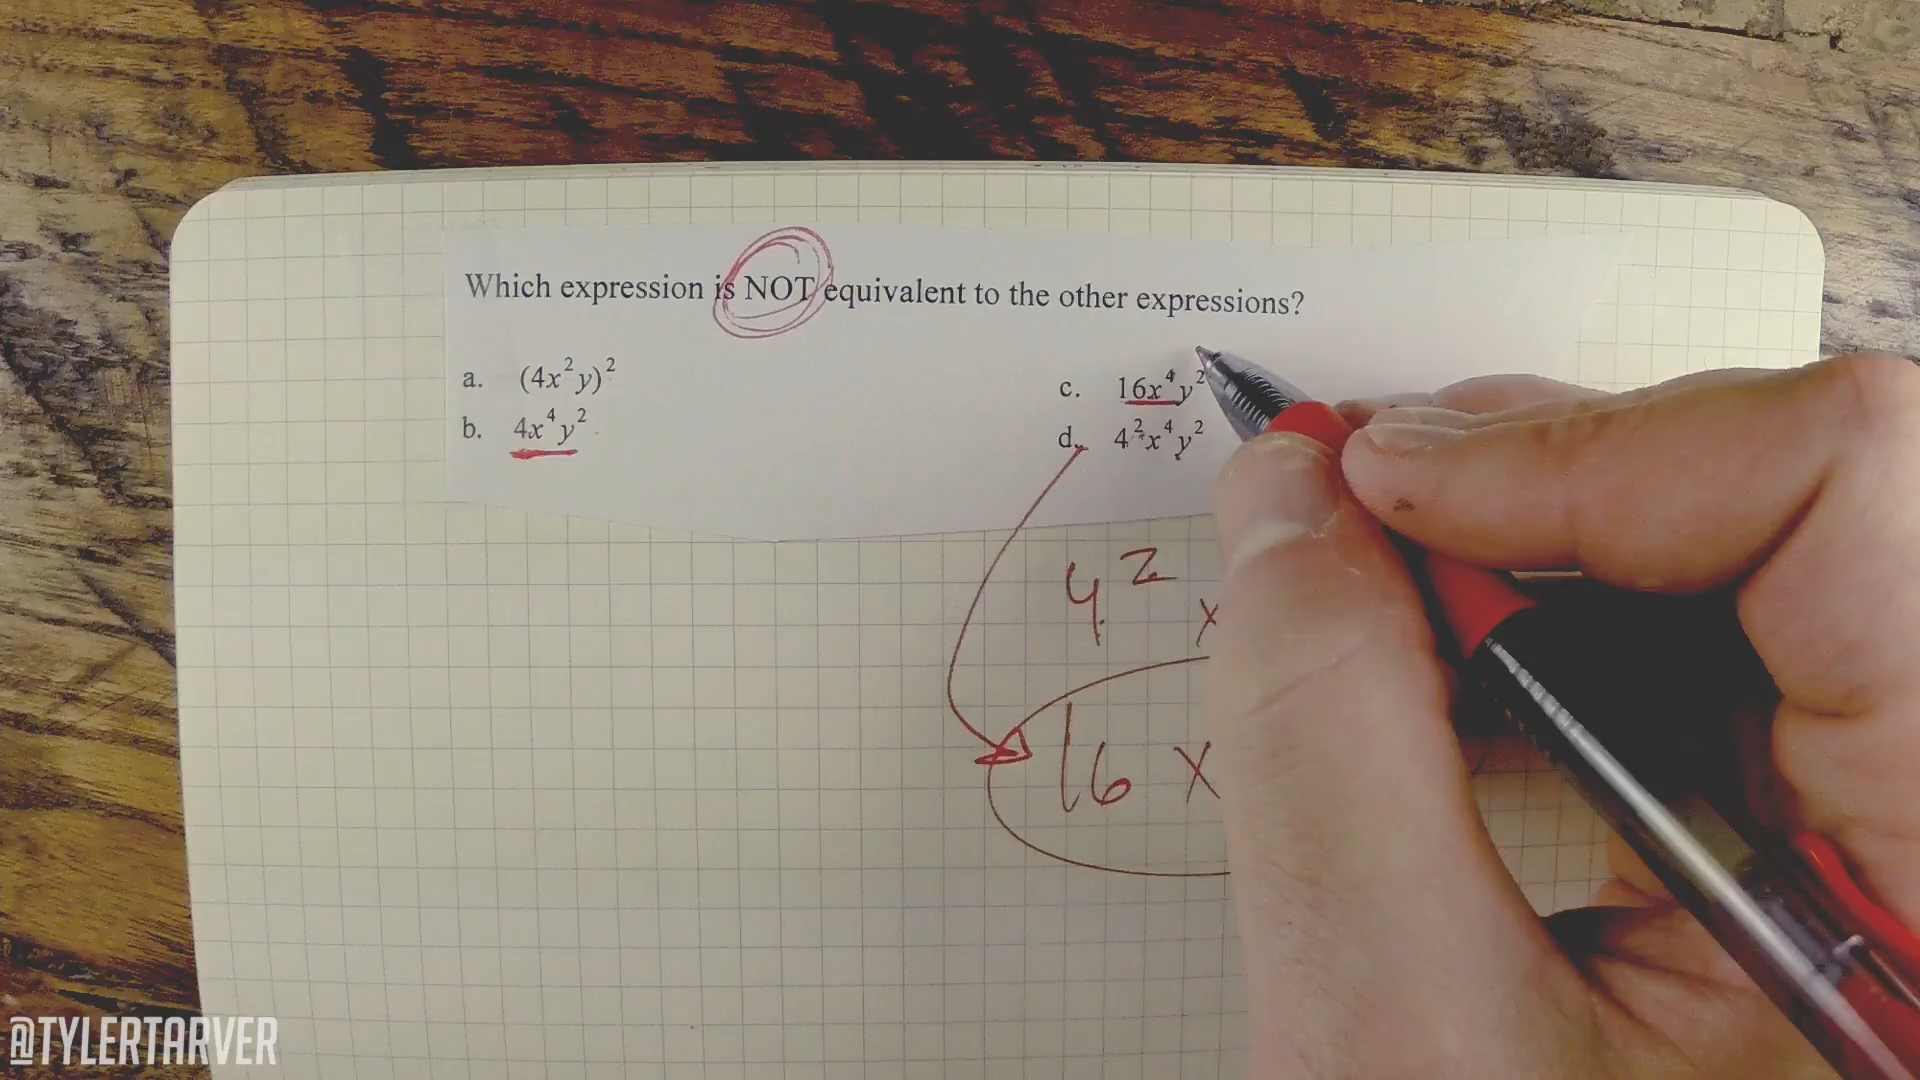 Which expression is NOT equivalent to the other expressions?
a. (4x²y)²
b. 4x⁴y²
c. 16x⁴y²
d. 4²x⁴y²
4² x
16 x
@TYLERTARVER